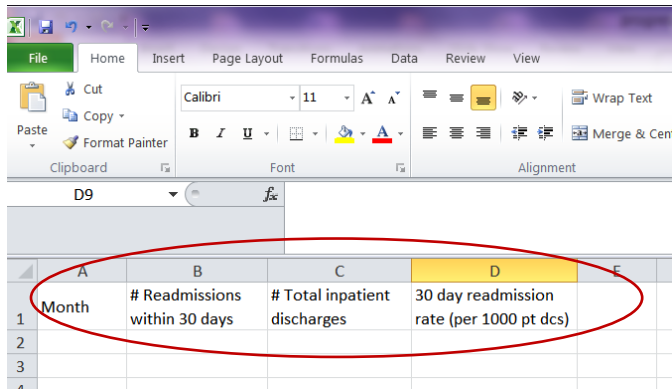 File Home Insert Page Layout Formulas Data Review View
Cut
Copy
Format Painter
Paste
Calibri 11 A A
B I U A
Wrap Text
Merge & Cen
Clipboard Font Alignment
D9 fx
A B C D E
1 Month # Readmissions within 30 days # Total inpatient discharges 30 day readmission rate (per 1000 pt dcs)
2
3